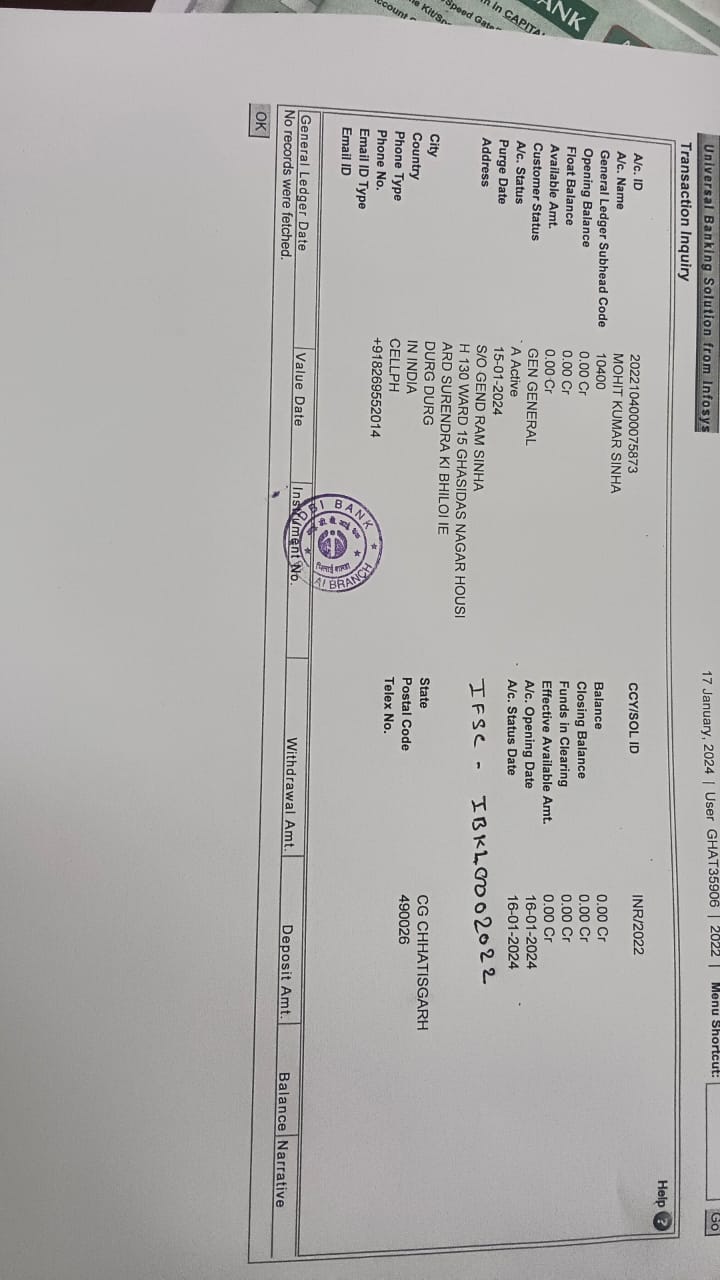 ANK
n in CAPITA
Speed Gate
ccount
Universal Banking Solution from Infosys
17 January, 2024 | User GHAT35906 | 2022 | Menu Shortcut: Go
Transaction Inquiry
Help ?
A/c. ID 2022104000075873 CCY/SOL ID INR/2022
A/c. Name MOHIT KUMAR SINHA
General Ledger Subhead Code 10400 Balance 0.00 Cr
Opening Balance 0.00 Cr Closing Balance 0.00 Cr
Float Balance 0.00 Cr Funds in Clearing 0.00 Cr
Available Amt. 0.00 Cr Effective Available Amt. 0.00 Cr
Customer Status GEN GENERAL A/c. Opening Date 16-01-2024
A/c. Status A Active A/c. Status Date 16-01-2024
Purge Date 15-01-2024
Address S/O GEND RAM SINHA
IFSC - IBKL0002022
H 130 WARD 15 GHASIDAS NAGAR HOUSI
ARD SURENDRA KI BHILOI IE
City DURG DURG State CG CHHATISGARH
Country IN INDIA Postal Code 490026
Phone Type CELLPH Telex No.
Phone No. +918269552014
Email ID Type
Email ID
DBI BANK
आई
भिलाई शाखा
AI BRANCH
General Ledger Date Value Date Instrument No. Withdrawal Amt. Deposit Amt. Balance Narrative
No records were fetched.
OK